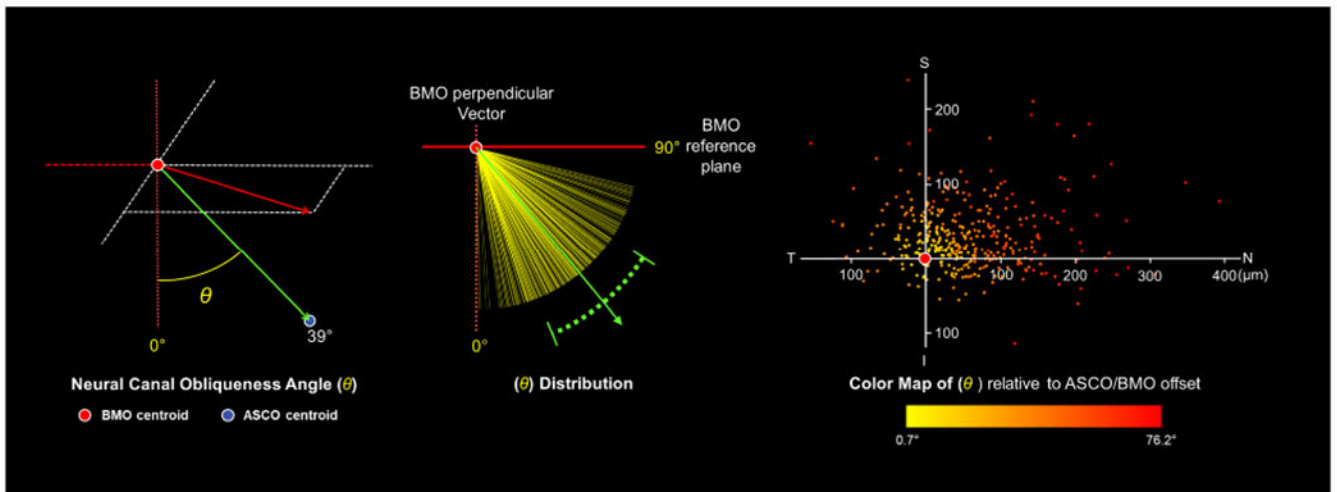 θ
39°
0°
Neural Canal Obliqueness Angle (θ)
BMO centroid
ASCO centroid
BMO perpendicular
Vector
90°
BMO
reference
plane
0°
(θ) Distribution
S
200
100
T
100
100
200
300
400 (μm)
N
100
I
Color Map of (θ ) relative to ASCO/BMO offset
0.7°
76.2°